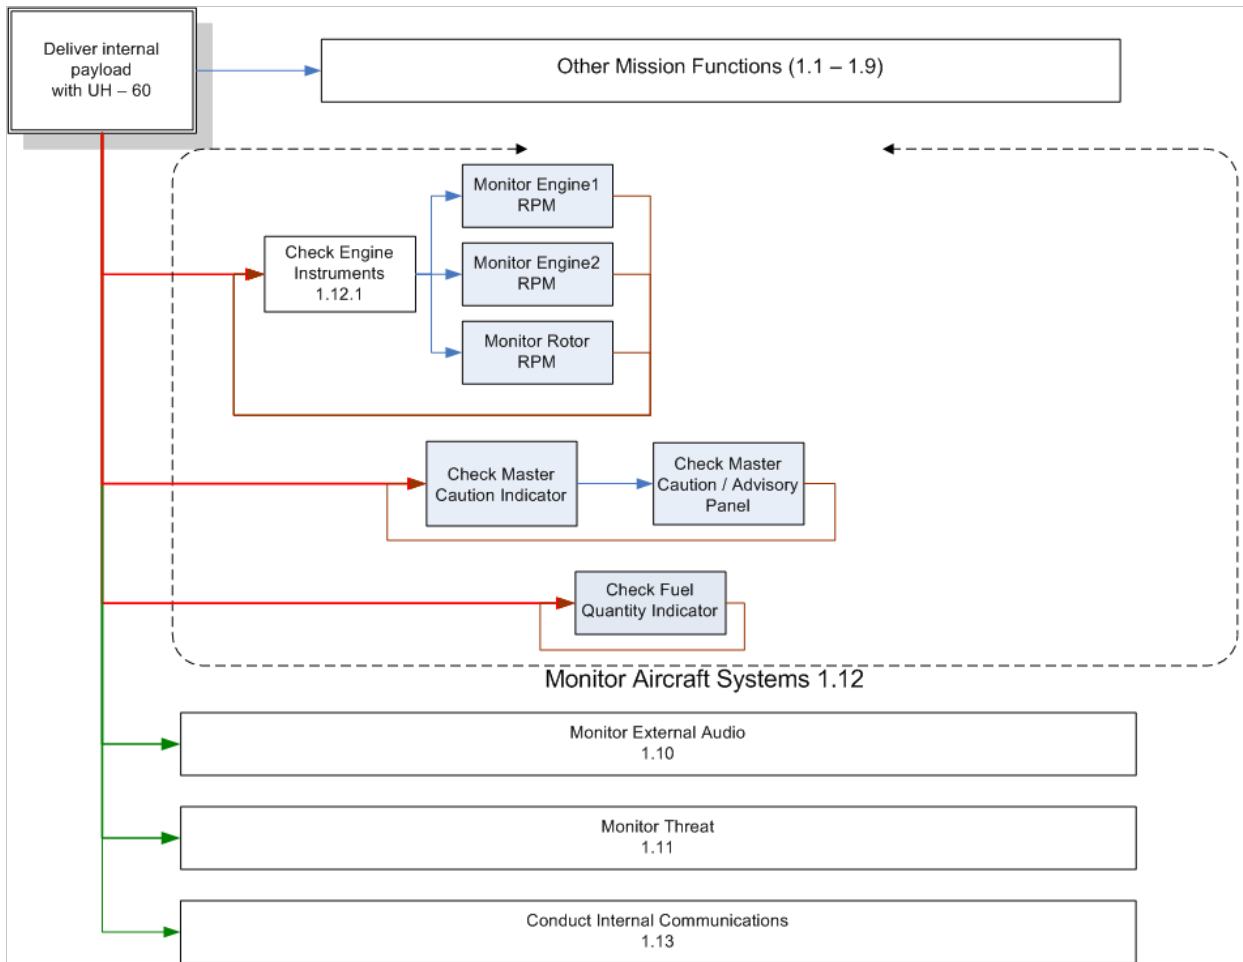 Deliver internal
payload
with UH – 60
Other Mission Functions (1.1 – 1.9)
Monitor Engine1
RPM
Check Engine
Instruments
1.12.1
Monitor Engine2
RPM
Monitor Rotor
RPM
Check Master
Caution Indicator
Check Master
Caution / Advisory
Panel
Check Fuel
Quantity Indicator
Monitor Aircraft Systems 1.12
Monitor External Audio
1.10
Monitor Threat
1.11
Conduct Internal Communications
1.13